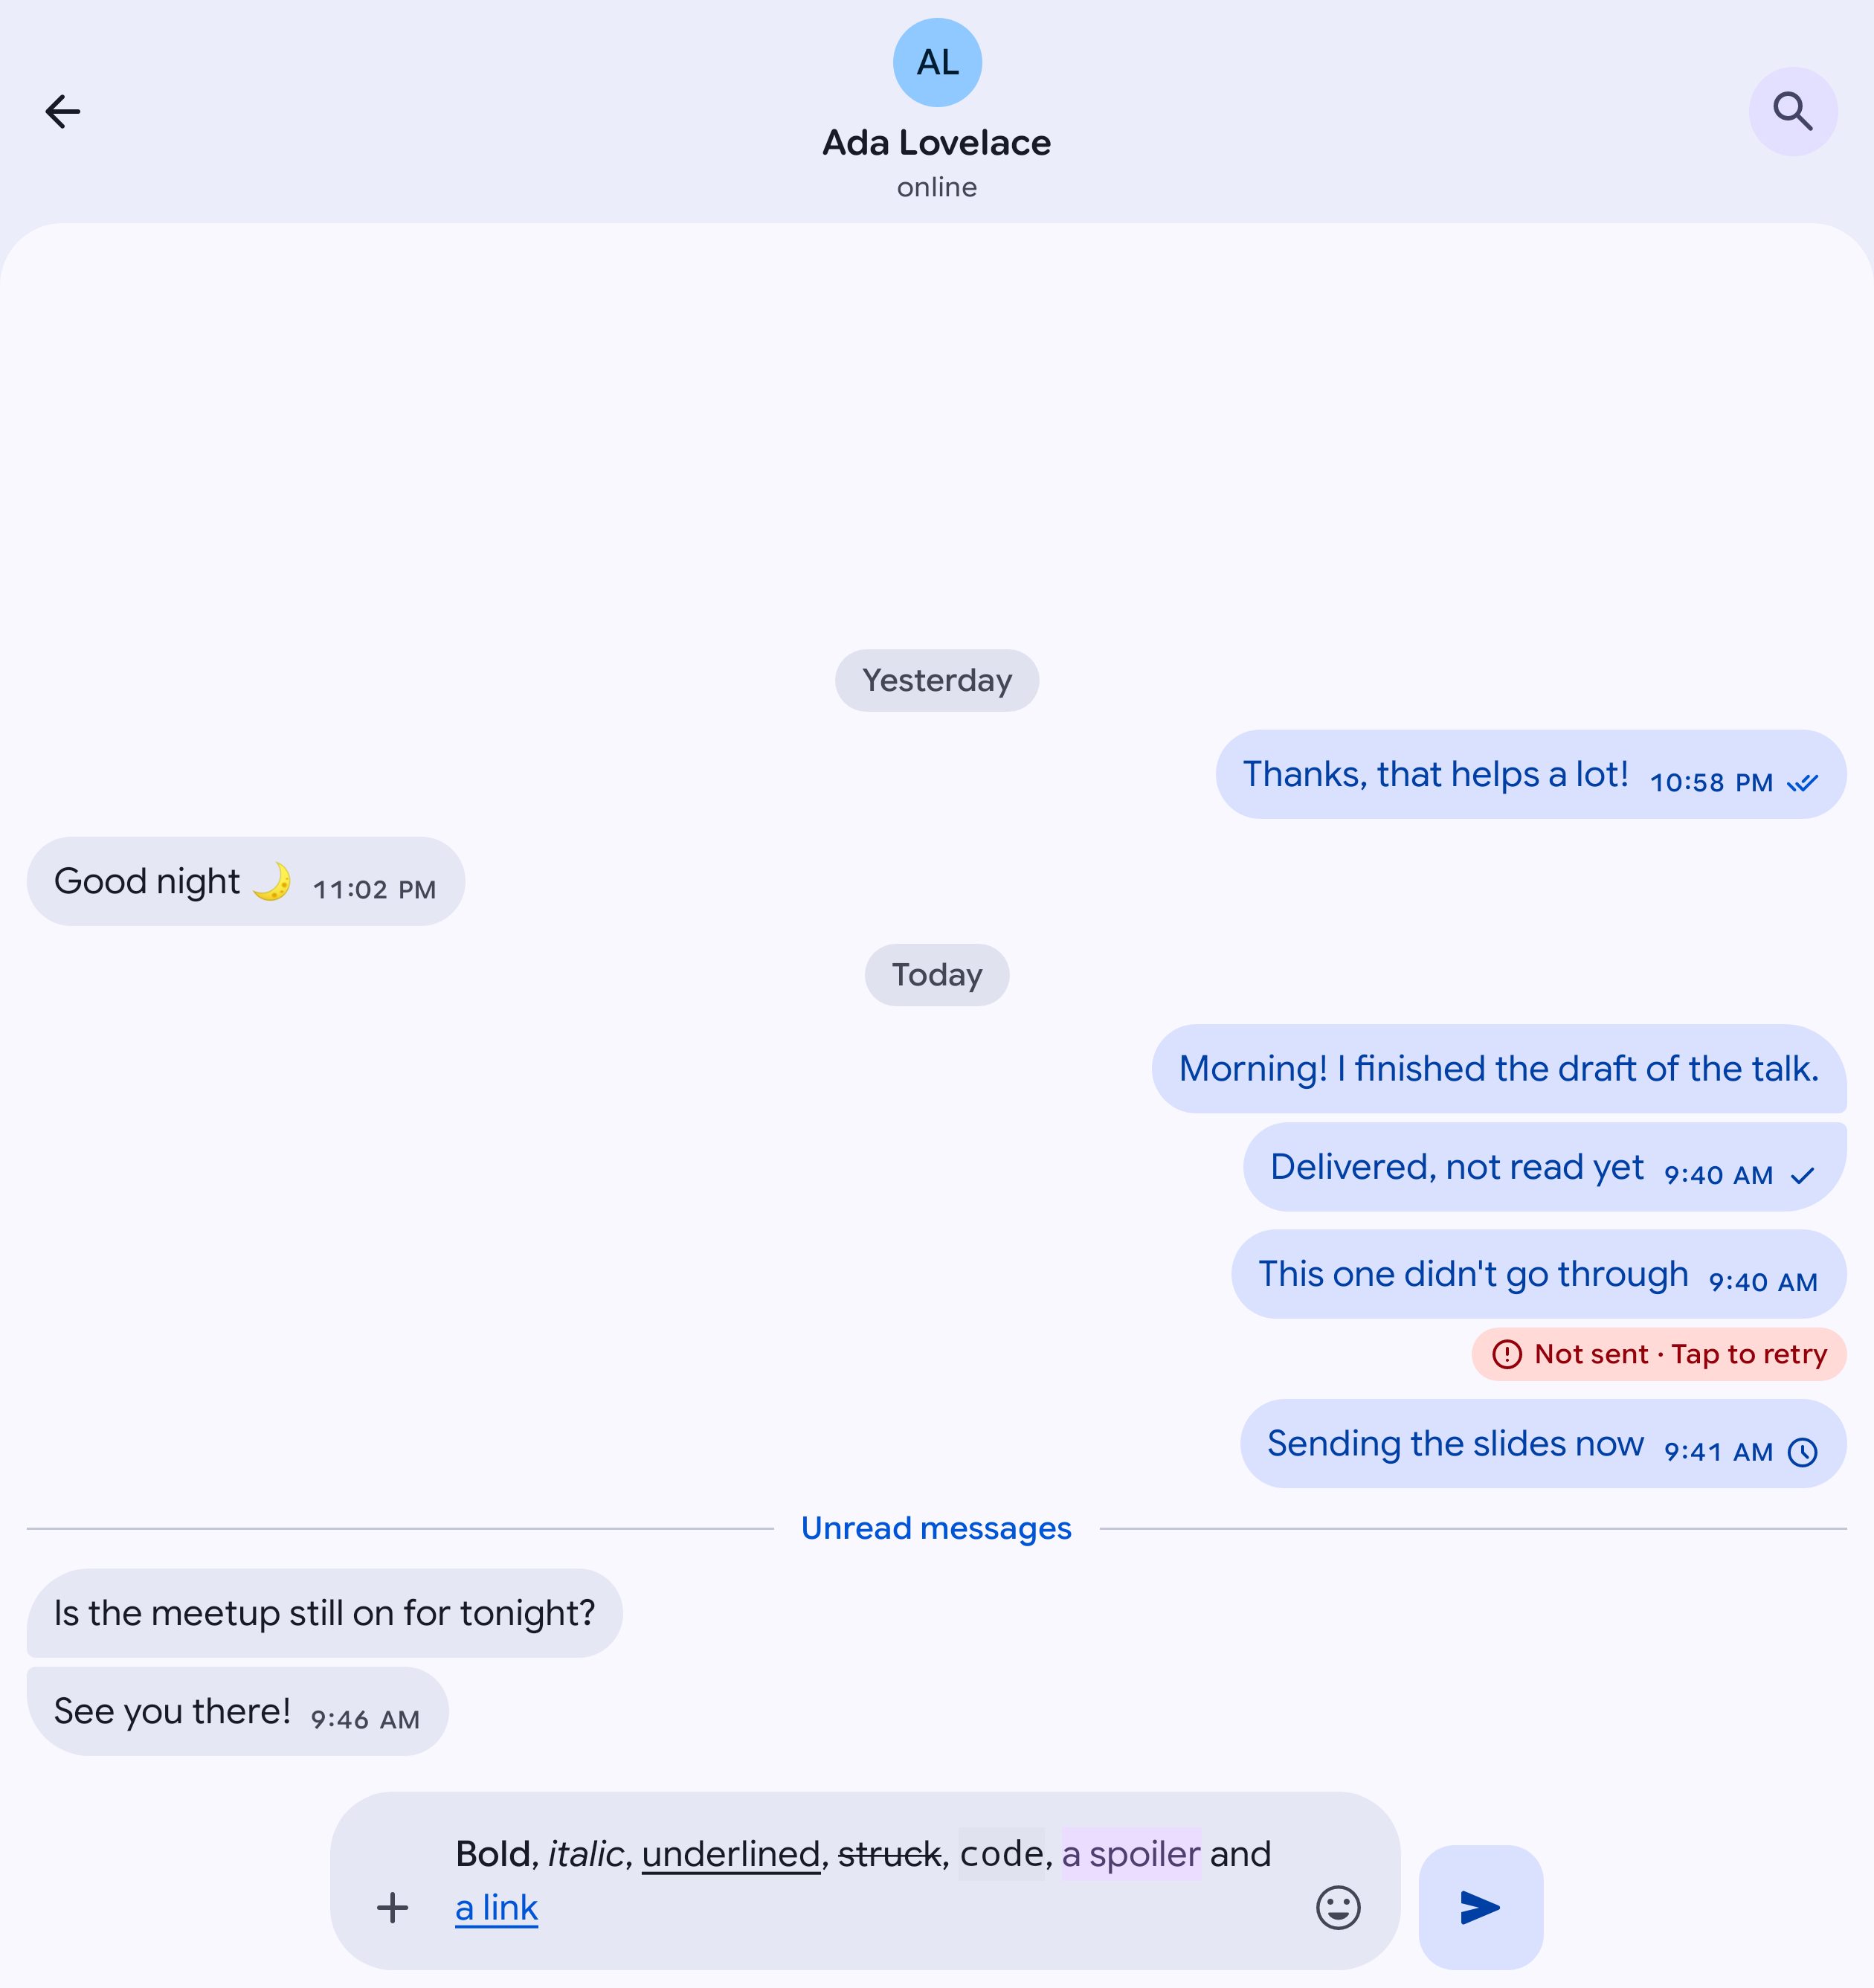 AL
Ada Lovelace
online
Yesterday
Thanks, that helps a lot! 10:58 PM
Good night 🌙 11:02 PM
Today
Morning! I finished the draft of the talk.
Delivered, not read yet 9:40 AM
This one didn't go through 9:40 AM
Not sent · Tap to retry
Sending the slides now 9:41 AM
Unread messages
Is the meetup still on for tonight?
See you there! 9:46 AM
Bold, italic, underlined, struck, code, a spoiler and
a link